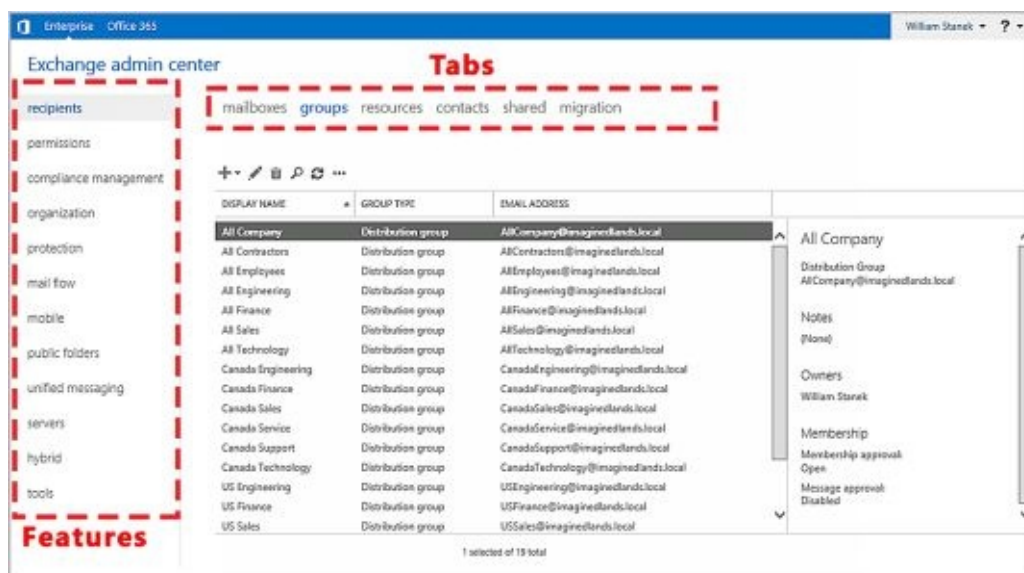 Enterprise Office 365 William Stanek ?
Exchange admin center
Tabs
recipients
permissions
compliance management
organization
protection
mail flow
mobile
public folders
unified messaging
servers
hybrid
tools
Features
mailboxes groups resources contacts shared migration
DISPLAY NAME GROUP TYPE EMAIL ADDRESS
All Company Distribution group AllCompany@imaginedlands.local
All Contractors Distribution group AllContractors@imaginedlands.local
All Employees Distribution group AllEmployees@imaginedlands.local
All Engineering Distribution group AllEngineering@imaginedlands.local
All Finance Distribution group AllFinance@imaginedlands.local
All Sales Distribution group AllSales@imaginedlands.local
All Technology Distribution group AllTechnology@imaginedlands.local
Canada Engineering Distribution group CanadaEngineering@imaginedlands.local
Canada Finance Distribution group CanadaFinance@imaginedlands.local
Canada Sales Distribution group CanadaSales@imaginedlands.local
Canada Service Distribution group CanadaService@imaginedlands.local
Canada Support Distribution group CanadaSupport@imaginedlands.local
Canada Technology Distribution group CanadaTechnology@imaginedlands.local
US Engineering Distribution group USEngineering@imaginedlands.local
US Finance Distribution group USFinance@imaginedlands.local
US Sales Distribution group USSales@imaginedlands.local
1 selected of 19 total
All Company
Distribution Group
AllCompany@imaginedlands.local
Notes
(None)
Owners
William Stanek
Membership
Membership approval:
Open
Message approval:
Disabled